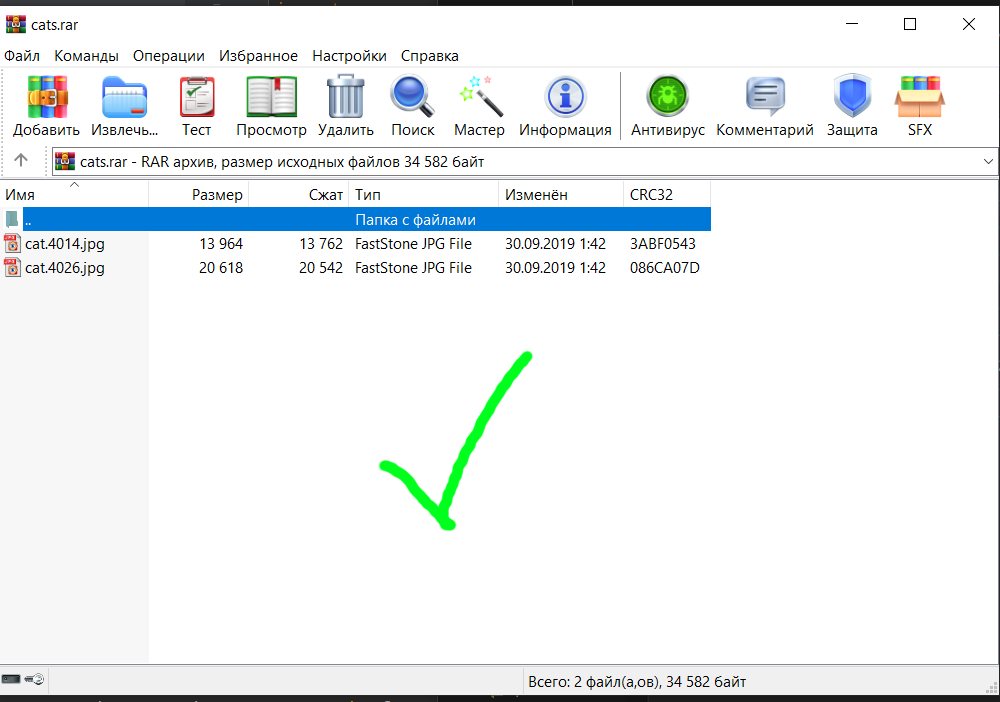 cats.rar
Файл Команды Операции Избранное Настройки Справка
Добавить Извлечь... Тест Просмотр Удалить Поиск Мастер Информация Антивирус Комментарий Защита SFX
cats.rar - RAR архив, размер исходных файлов 34 582 байт
Имя Размер Сжат Тип Изменён CRC32
.. Папка с файлами
cat.4014.jpg 13 964 13 762 FastStone JPG File 30.09.2019 1:42 3ABF0543
cat.4026.jpg 20 618 20 542 FastStone JPG File 30.09.2019 1:42 086CA07D
Всего: 2 файл(а,ов), 34 582 байт